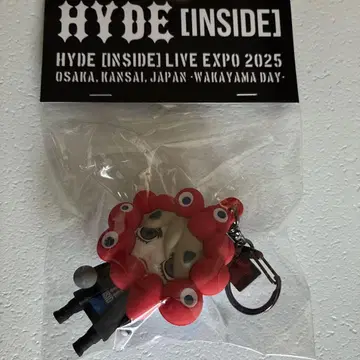 HYDE [INSIDE]
HYDE [INSIDE] LIVE EXPO 2025
OSAKA, KANSAI, JAPAN -WAKAYAMA DAY-